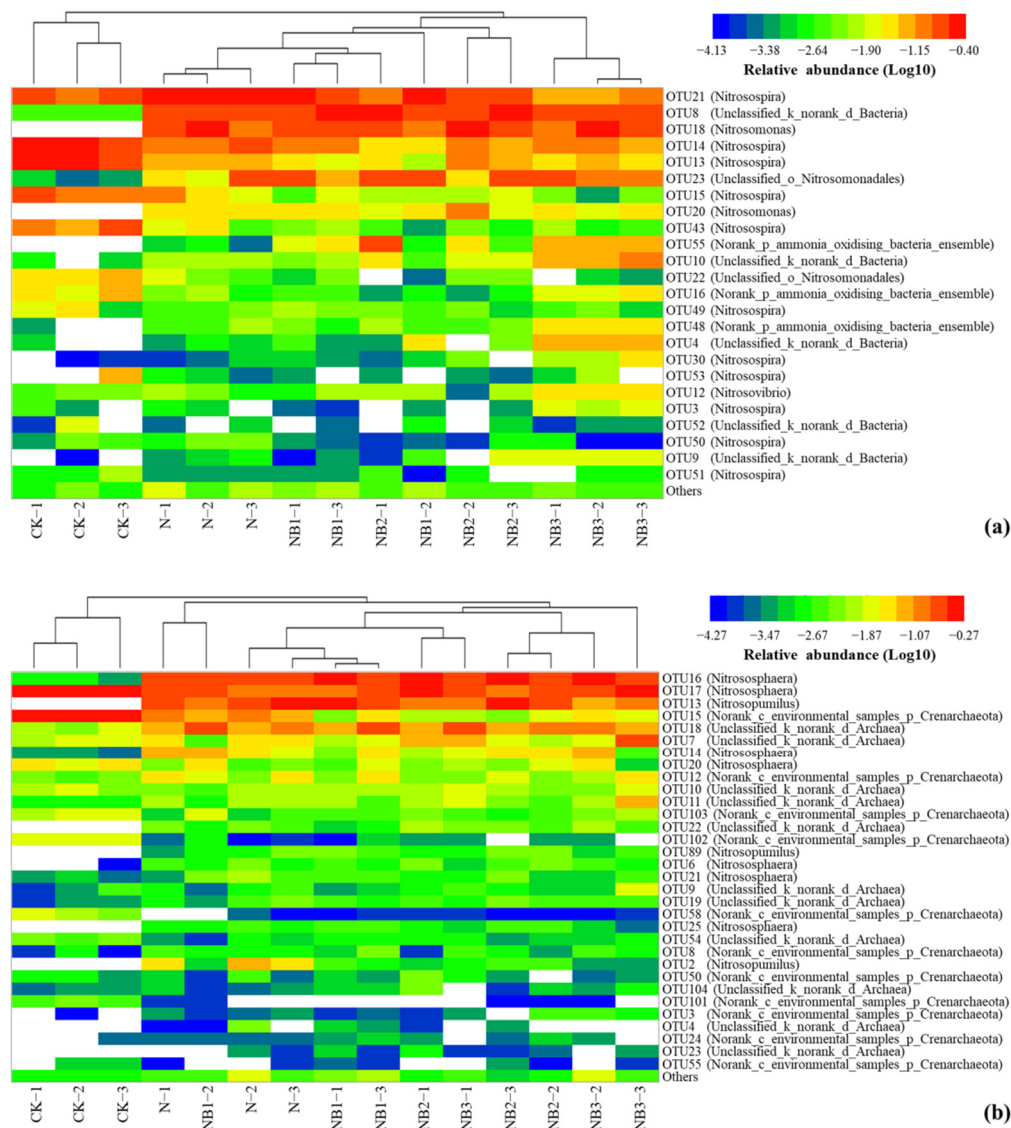 −4.13 −3.38 −2.64 −1.90 −1.15 −0.40
Relative abundance (Log10)
OTU21 (Nitrosospira)
OTU8 (Unclassified_k_norank_d_Bacteria)
OTU18 (Nitrosomonas)
OTU14 (Nitrosospira)
OTU13 (Nitrosospira)
OTU23 (Unclassified_o_Nitrosomonadales)
OTU15 (Nitrosospira)
OTU20 (Nitrosomonas)
OTU43 (Nitrosospira)
OTU55 (Norank_p_ammonia_oxidising_bacteria_ensemble)
OTU10 (Unclassified_k_norank_d_Bacteria)
OTU22 (Unclassified_o_Nitrosomonadales)
OTU16 (Norank_p_ammonia_oxidising_bacteria_ensemble)
OTU49 (Nitrosospira)
OTU48 (Norank_p_ammonia_oxidising_bacteria_ensemble)
OTU4 (Unclassified_k_norank_d_Bacteria)
OTU30 (Nitrosospira)
OTU53 (Nitrosospira)
OTU12 (Nitrosovibrio)
OTU3 (Nitrosospira)
OTU52 (Unclassified_k_norank_d_Bacteria)
OTU50 (Nitrosospira)
OTU9 (Unclassified_k_norank_d_Bacteria)
OTU51 (Nitrosospira)
Others
CK−1 CK−2 CK−3 N−1 N−2 N−3 NB1−1 NB1−3 NB2−1 NB1−2 NB2−2 NB2−3 NB3−1 NB3−2 NB3−3
(a)
−4.27 −3.47 −2.67 −1.87 −1.07 −0.27
Relative abundance (Log10)
OTU16 (Nitrososphaera)
OTU17 (Nitrososphaera)
OTU13 (Nitrosopumilus)
OTU15 (Norank_c_environmental_samples_p_Crenarchaeota)
OTU18 (Unclassified_k_norank_d_Archaea)
OTU7 (Unclassified_k_norank_d_Archaea)
OTU14 (Nitrososphaera)
OTU20 (Nitrososphaera)
OTU12 (Norank_c_environmental_samples_p_Crenarchaeota)
OTU10 (Unclassified_k_norank_d_Archaea)
OTU11 (Unclassified_k_norank_d_Archaea)
OTU103 (Norank_c_environmental_samples_p_Crenarchaeota)
OTU22 (Unclassified_k_norank_d_Archaea)
OTU102 (Norank_c_environmental_samples_p_Crenarchaeota)
OTU89 (Nitrosopumilus)
OTU6 (Nitrososphaera)
OTU21 (Nitrososphaera)
OTU9 (Unclassified_k_norank_d_Archaea)
OTU19 (Unclassified_k_norank_d_Archaea)
OTU58 (Norank_c_environmental_samples_p_Crenarchaeota)
OTU25 (Nitrososphaera)
OTU54 (Unclassified_k_norank_d_Archaea)
OTU8 (Norank_c_environmental_samples_p_Crenarchaeota)
OTU2 (Nitrosopumilus)
OTU50 (Norank_c_environmental_samples_p_Crenarchaeota)
OTU104 (Unclassified_k_norank_d_Archaea)
OTU101 (Norank_c_environmental_samples_p_Crenarchaeota)
OTU3 (Norank_c_environmental_samples_p_Crenarchaeota)
OTU4 (Unclassified_k_norank_d_Archaea)
OTU24 (Norank_c_environmental_samples_p_Crenarchaeota)
OTU23 (Unclassified_k_norank_d_Archaea)
OTU55 (Norank_c_environmental_samples_p_Crenarchaeota)
Others
CK−1 CK−2 CK−3 N−1 NB1−2 N−2 N−3 NB1−1 NB1−3 NB2−1 NB3−1 NB2−3 NB2−2 NB3−2 NB3−3
(b)